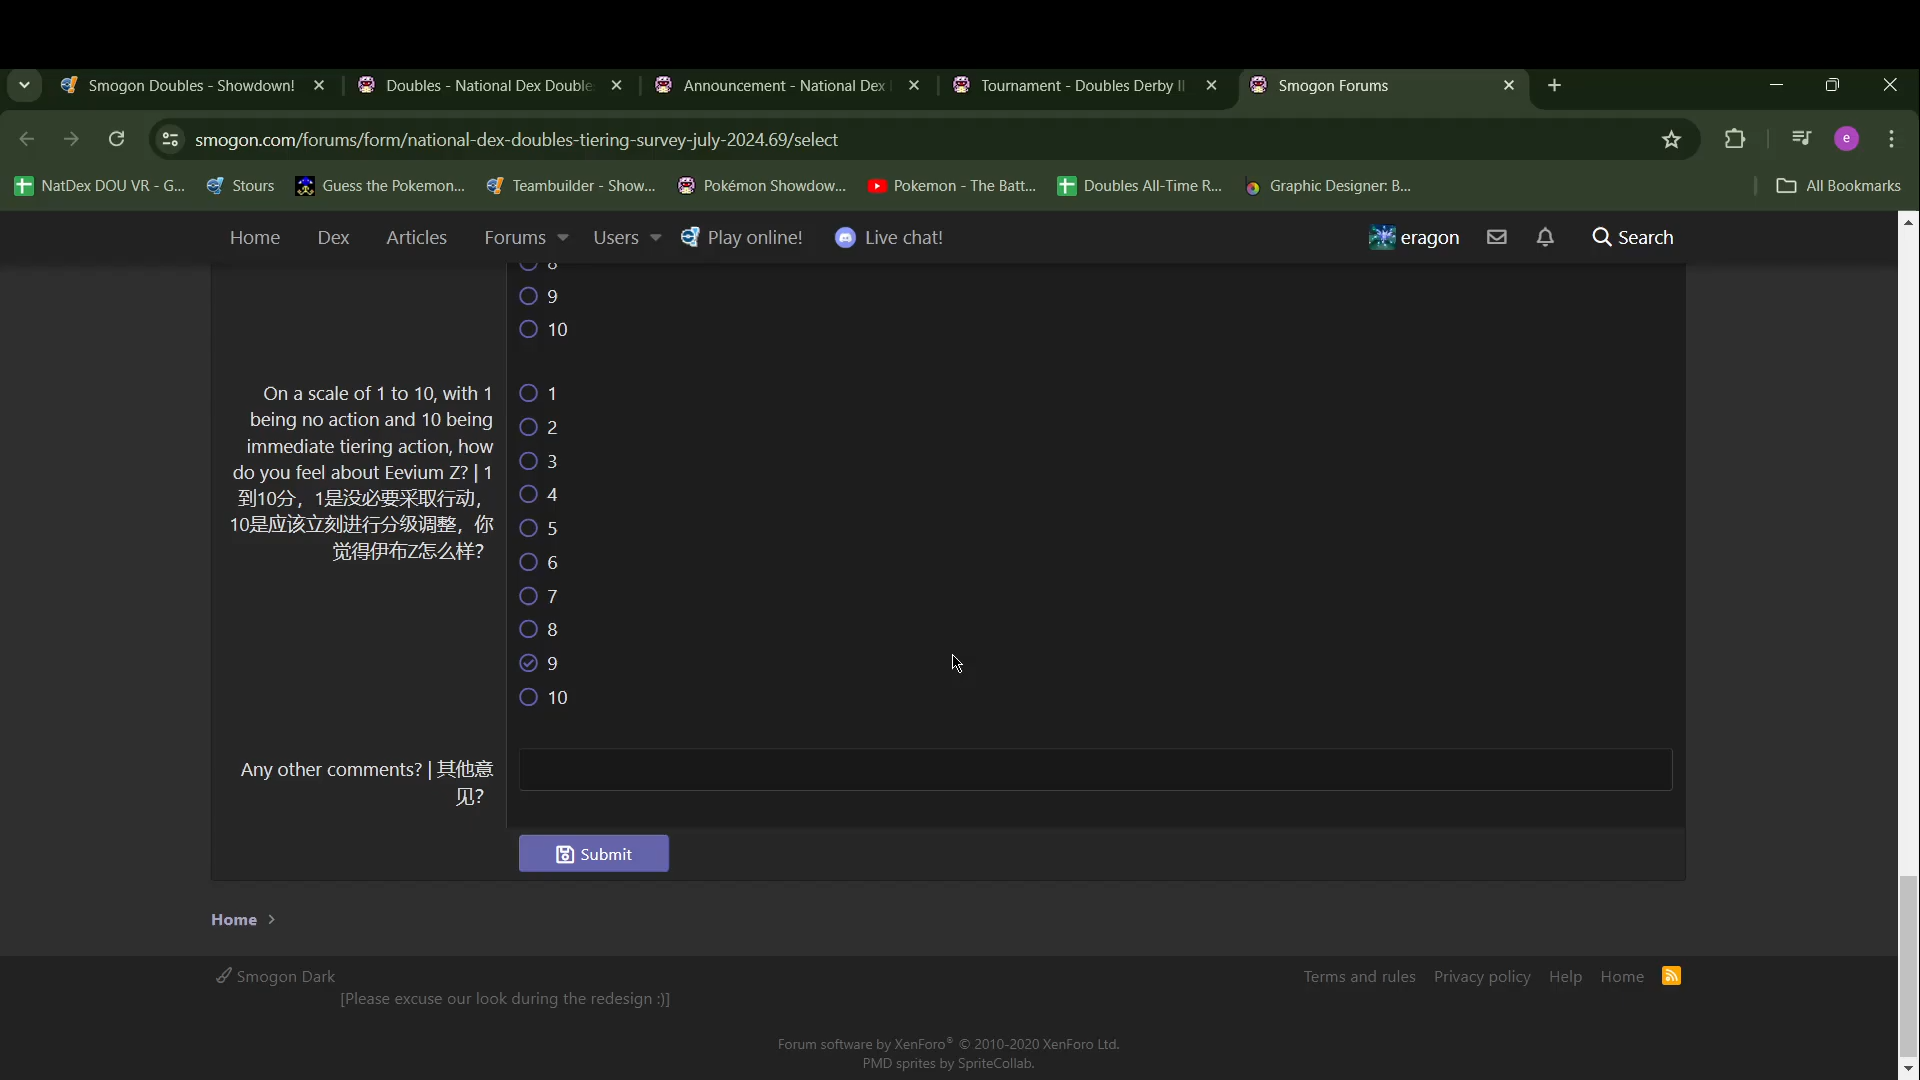 Smogon Doubles - Showdown!
Doubles - National Dex Double
Announcement - National Dex
Tournament - Doubles Derby II
Smogon Forums
smogon.com/forums/form/national-dex-doubles-tiering-survey-july-2024.69/select
e
NatDex DOU VR - G...
Stours
Guess the Pokemon...
Teambuilder - Show...
Pokémon Showdow...
Pokemon - The Batt...
Doubles All-Time R...
Graphic Designer: B...
All Bookmarks
Home
Dex
Articles
Forums
Users
Play online!
Live chat!
eragon
Search
8
9
10
On a scale of 1 to 10, with 1
being no action and 10 being
immediate tiering action, how
do you feel about Eevium Z? | 1
到10分，1是没必要采取行动，
10是应该立刻进行分级调整，你
觉得伊布Z怎么样？
1
2
3
4
5
6
7
8
9
10
Any other comments? | 其他意
见？
Submit
Home
Smogon Dark
[Please excuse our look during the redesign :)]
Terms and rules
Privacy policy
Help
Home
Forum software by XenForo® © 2010-2020 XenForo Ltd.
PMD sprites by SpriteCollab.